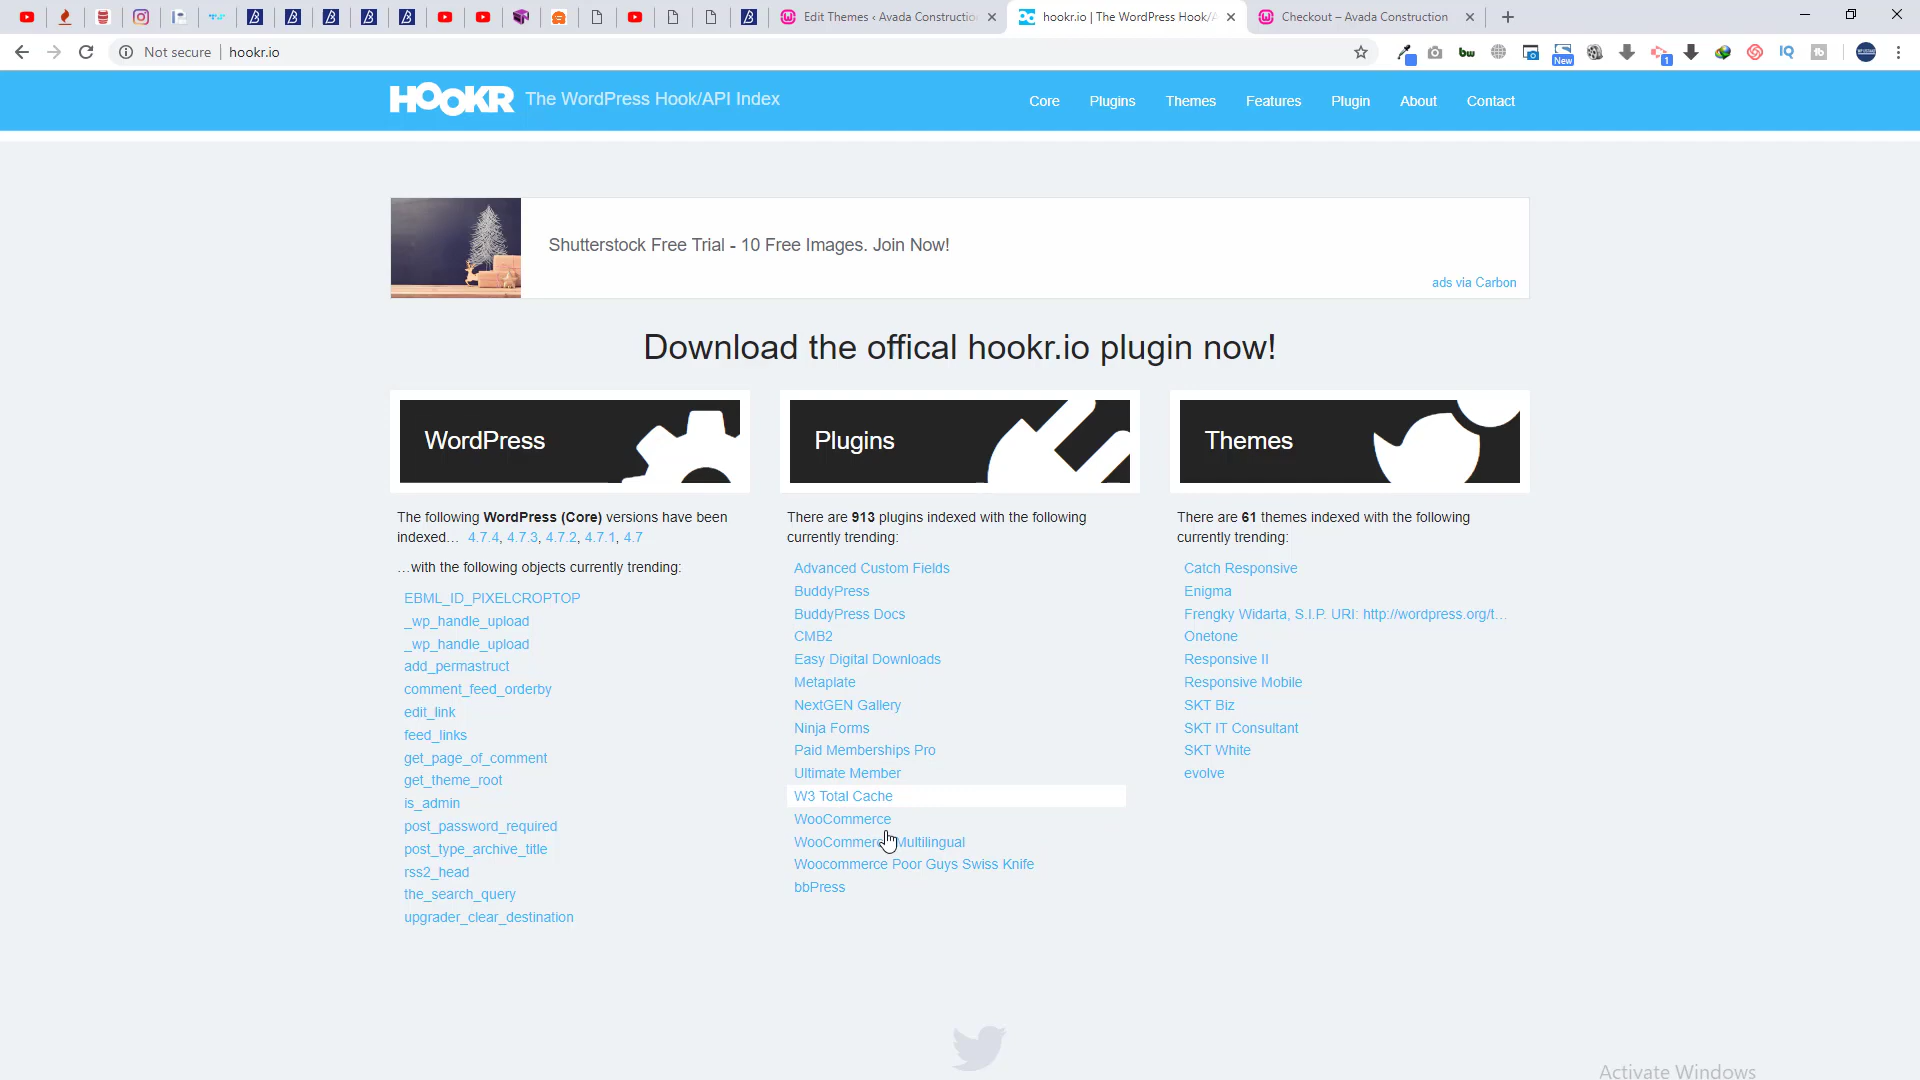 Edit Themes ‹ Avada Constructio
hookr.io | The WordPress Hook/A
Checkout – Avada Construction
Not secure
hookr.io
New
1
HOOKR
The WordPress Hook/API Index
Core
Plugins
Themes
Features
Plugin
About
Contact
Shutterstock Free Trial - 10 Free Images. Join Now!
ads via Carbon
Download the offical hookr.io plugin now!
WordPress
The following WordPress (Core) versions have been
indexed… 4.7.4, 4.7.3, 4.7.2, 4.7.1, 4.7
…with the following objects currently trending:
EBML_ID_PIXELCROPTOP
_wp_handle_upload
_wp_handle_upload
add_permastruct
comment_feed_orderby
edit_link
feed_links
get_page_of_comment
get_theme_root
is_admin
post_password_required
post_type_archive_title
rss2_head
the_search_query
upgrader_clear_destination
Plugins
There are 913 plugins indexed with the following
currently trending:
Advanced Custom Fields
BuddyPress
BuddyPress Docs
CMB2
Easy Digital Downloads
Metaplate
NextGEN Gallery
Ninja Forms
Paid Memberships Pro
Ultimate Member
W3 Total Cache
WooCommerce
WooCommerce Multilingual
Woocommerce Poor Guys Swiss Knife
bbPress
Themes
There are 61 themes indexed with the following
currently trending:
Catch Responsive
Enigma
Frengky Widarta, S.I.P. URI: http://wordpress.org/t…
Onetone
Responsive II
Responsive Mobile
SKT Biz
SKT IT Consultant
SKT White
evolve
Activate Windows